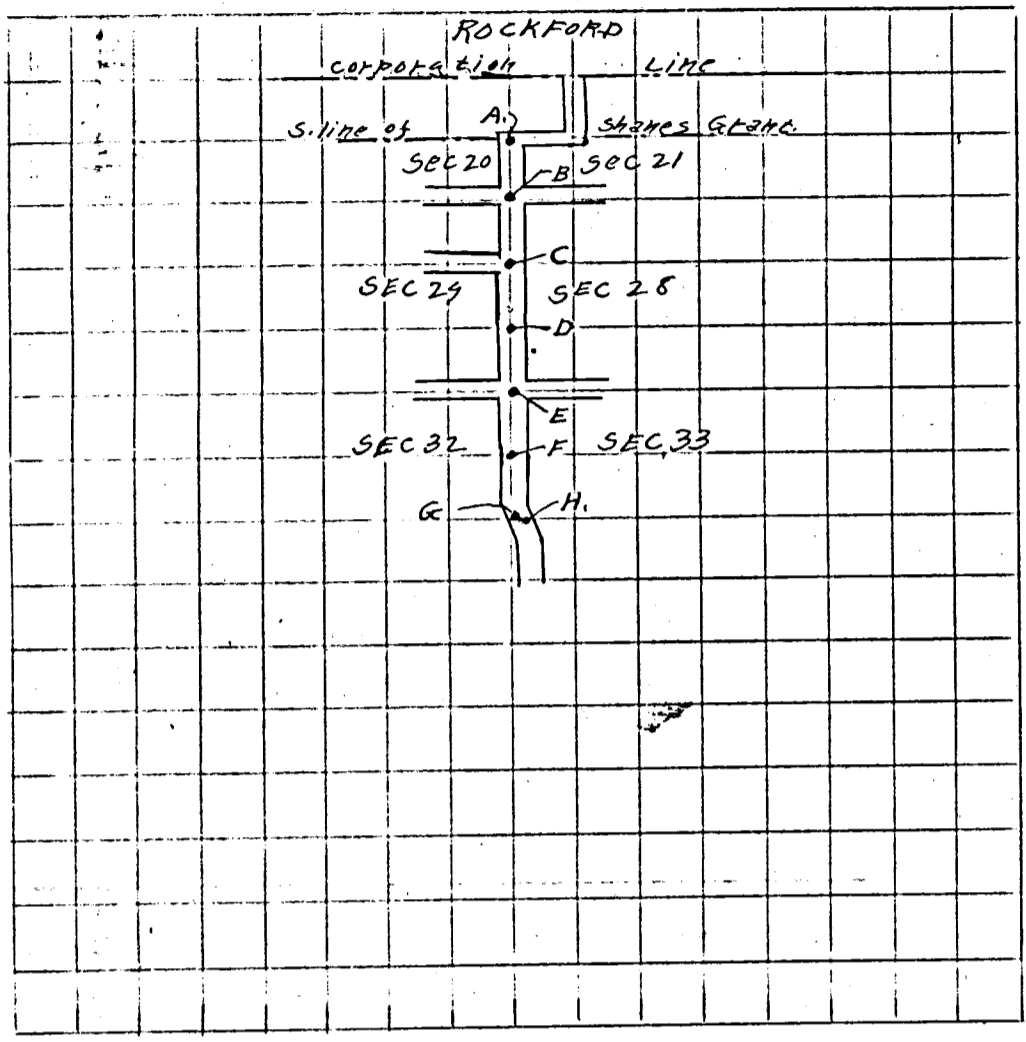 ROCKFORD
corporation Line
A.
S. line of Shanes Grant.
SEC 20 SEC 21
B
C
SEC 29 SEC 28
D
E
SEC 32 F SEC. 33
G H.